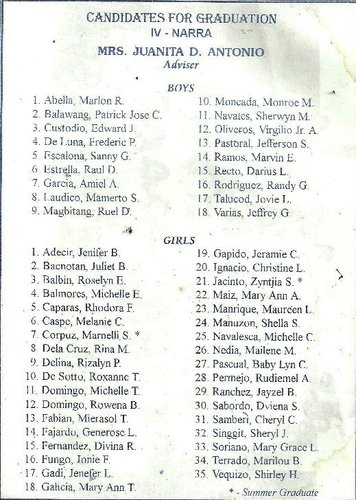 CANDIDATES FOR GRADUATION
IV - NARRA
MRS. JUANITA D. ANTONIO
Adviser
BOYS
1. Abella, Marlon R.
2. Balawang, Patrick Jose C.
3. Custodio, Edward J.
4. De Luna, Frederic P.
5. Escalona, Sanny G.
6. Estrella, Raul D.
7. Garcia, Amiel A.
8. Laudico, Mamerto S.
9. Magbitang, Ruel D.
10. Moncada, Monroe M.
11. Navales, Sherwyn M.
12. Oliveros, Virgilio Jr. A.
13. Pastoral, Jefferson S.
14. Ramos, Marvin E.
15. Recto, Darius L.
16. Rodriguez, Randy G.
17. Talucod, Jovie L.
18. Varias, Jeffrey G.
GIRLS
1. Adecir, Jenifer B.
2. Bacnotan, Juliet B.
3. Balbin, Roselyn E.
4. Balmores, Michelle E.
5. Caparas, Rhodora F.
6. Caspe, Melanie C.
7. Corpuz, Marnelli S. *
8. Dela Cruz, Rina M.
9. Delina, Rizalyn P.
10. De Sotto, Roxanne T.
11. Domingo, Michelle T.
12. Domingo, Rowena B.
13. Fabian, Mierasol T.
14. Fajardo, Generose L.
15. Fernandez, Divina R.
16. Fungo, Jonie F.
17. Gadi, Jenefer L.
18. Galicia, Mary Ann T.
19. Gapido, Jeramie C.
20. Ignacio, Christine L.
21. Jacinto, Zyntjia S. *
22. Maiz, Mary Ann A.
23. Manrique, Maureen L.
24. Manuzon, Shella S.
25. Navalesca, Michelle C.
26. Nedia, Mailene M.
27. Pascual, Baby Lyn C.
28. Permejo, Rudiemel A.
29. Ranchez, Jayzel B.
30. Sabordo, Dviena S.
31. Samberi, Cheryl C.
32. Singgit, Sheryl J.
33. Soriano, Mary Grace L.
34. Terrado, Marilou B.
35. Vequizo, Shirley H.
* - Summer Graduate